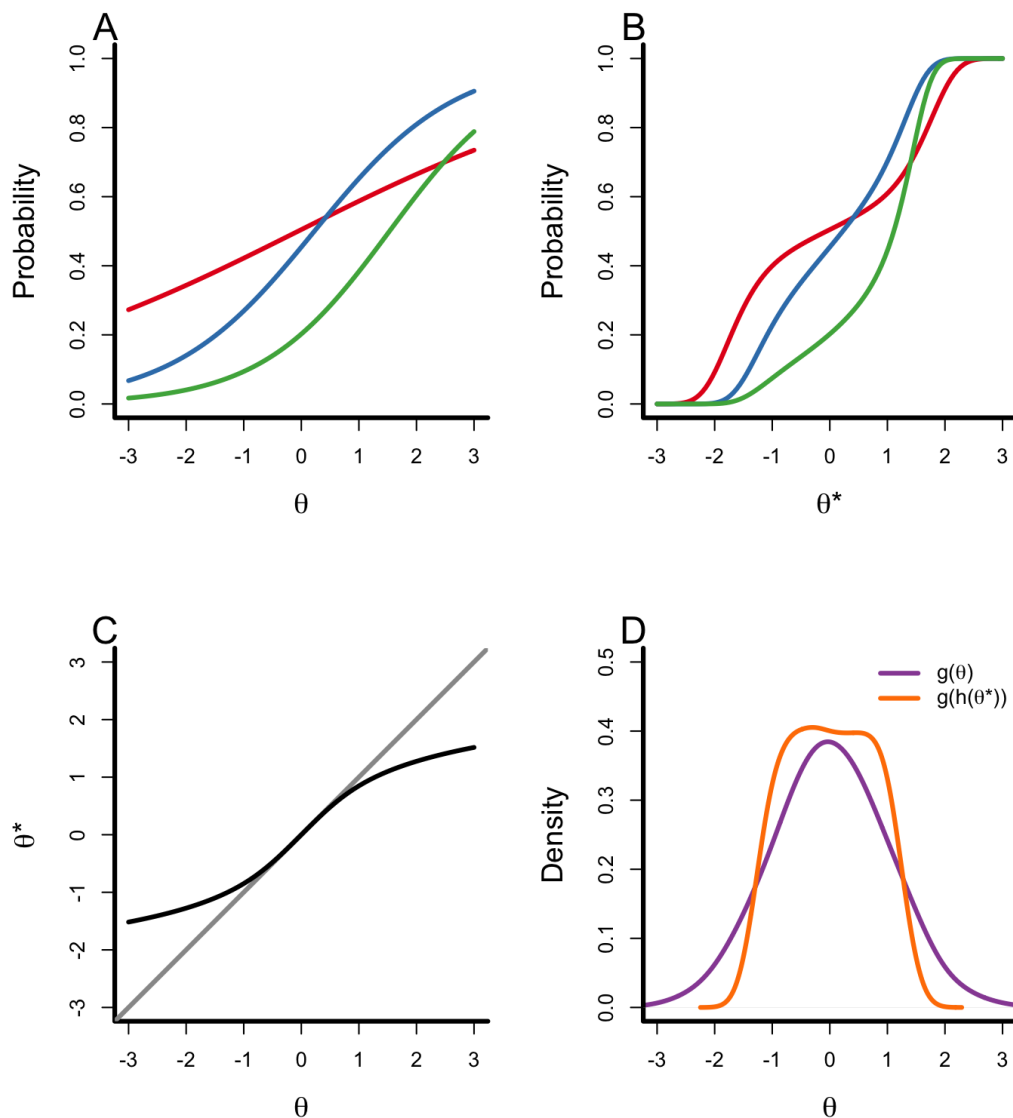 A
Probability
0.0 0.2 0.4 0.6 0.8 1.0
-3 -2 -1 0 1 2 3
θ
B
Probability
0.0 0.2 0.4 0.6 0.8 1.0
-3 -2 -1 0 1 2 3
θ*
C
θ*
-3 -2 -1 0 1 2 3
-3 -2 -1 0 1 2 3
θ
D
g(θ)
g(h(θ*))
Density
0.0 0.1 0.2 0.3 0.4 0.5
-3 -2 -1 0 1 2 3
θ